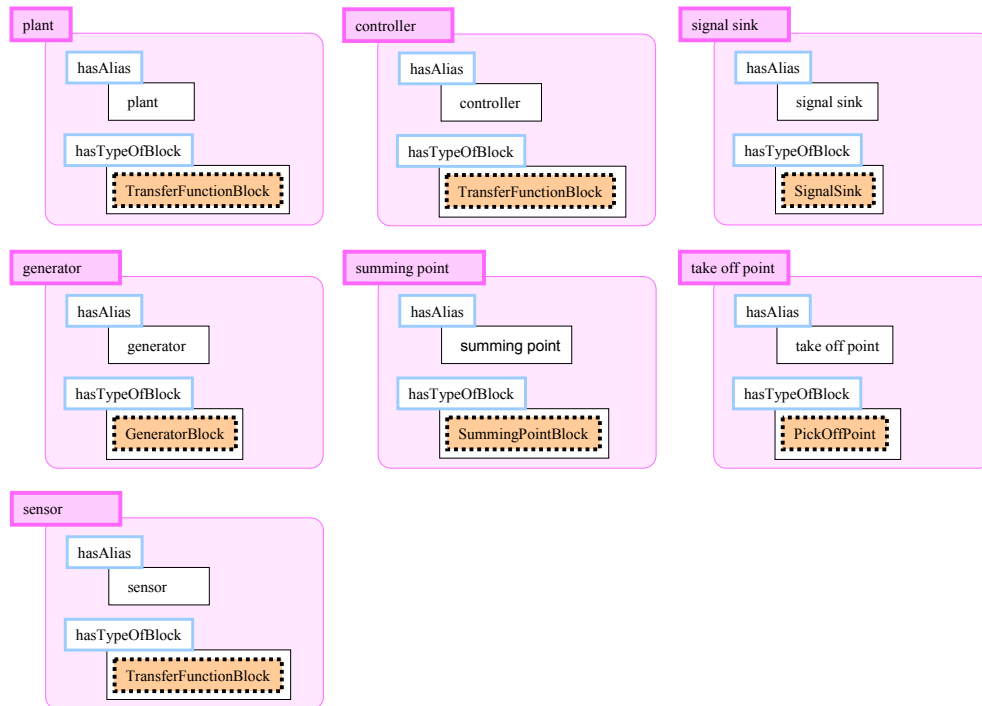 plant
hasAlias
plant
hasTypeOfBlock
TransferFunctionBlock
controller
hasAlias
controller
hasTypeOfBlock
TransferFunctionBlock
signal sink
hasAlias
signal sink
hasTypeOfBlock
SignalSink
generator
hasAlias
generator
hasTypeOfBlock
GeneratorBlock
summing point
hasAlias
summing point
hasTypeOfBlock
SummingPointBlock
take off point
hasAlias
take off point
hasTypeOfBlock
PickOffPoint
sensor
hasAlias
sensor
hasTypeOfBlock
TransferFunctionBlock